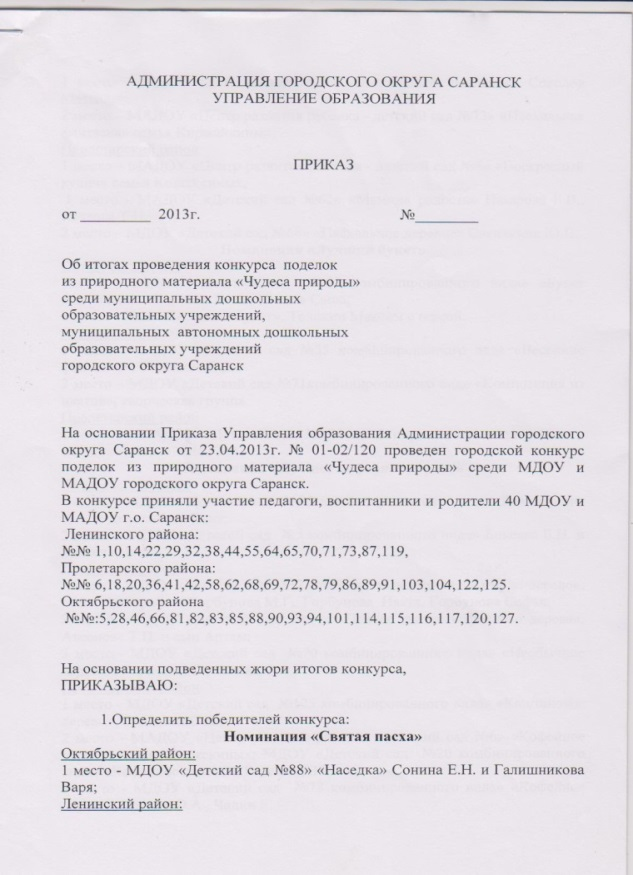 АДМИНИСТРАЦИЯ ГОРОДСКОГО ОКРУГА САРАНСК
УПРАВЛЕНИЕ ОБРАЗОВАНИЯ
ПРИКАЗ
от _________ 2013г. №________
Об итогах проведения конкурса поделок
из природного материала «Чудеса природы»
среди муниципальных дошкольных
образовательных учреждений,
муниципальных автономных дошкольных
образовательных учреждений
городского округа Саранск
На основании Приказа Управления образования Администрации городского
округа Саранск от 23.04.2013г. № 01-02/120 проведен городской конкурс
поделок из природного материала «Чудеса природы» среди МДОУ и
МАДОУ городского округа Саранск.
В конкурсе приняли участие педагоги, воспитанники и родители 40 МДОУ и
МАДОУ г.о. Саранск:
Ленинского района:
№№ 1,10,14,22,29,32,38,44,55,64,65,70,71,73,87,119,
Пролетарского района:
№№ 6,18,20,36,41,42,58,62,68,69,72,78,79,86,89,91,103,104,122,125.
Октябрьского района
№№:5,28,46,66,81,82,83,85,88,90,93,94,101,114,115,116,117,120,127.
На основании подведенных жюри итогов конкурса,
ПРИКАЗЫВАЮ:
1.Определить победителей конкурса:
Номинация «Святая пасха»
Октябрьский район:
1 место - МДОУ «Детский сад №88» «Наседка» Сонина Е.Н. и Галишникова
Варя;
Ленинский район: